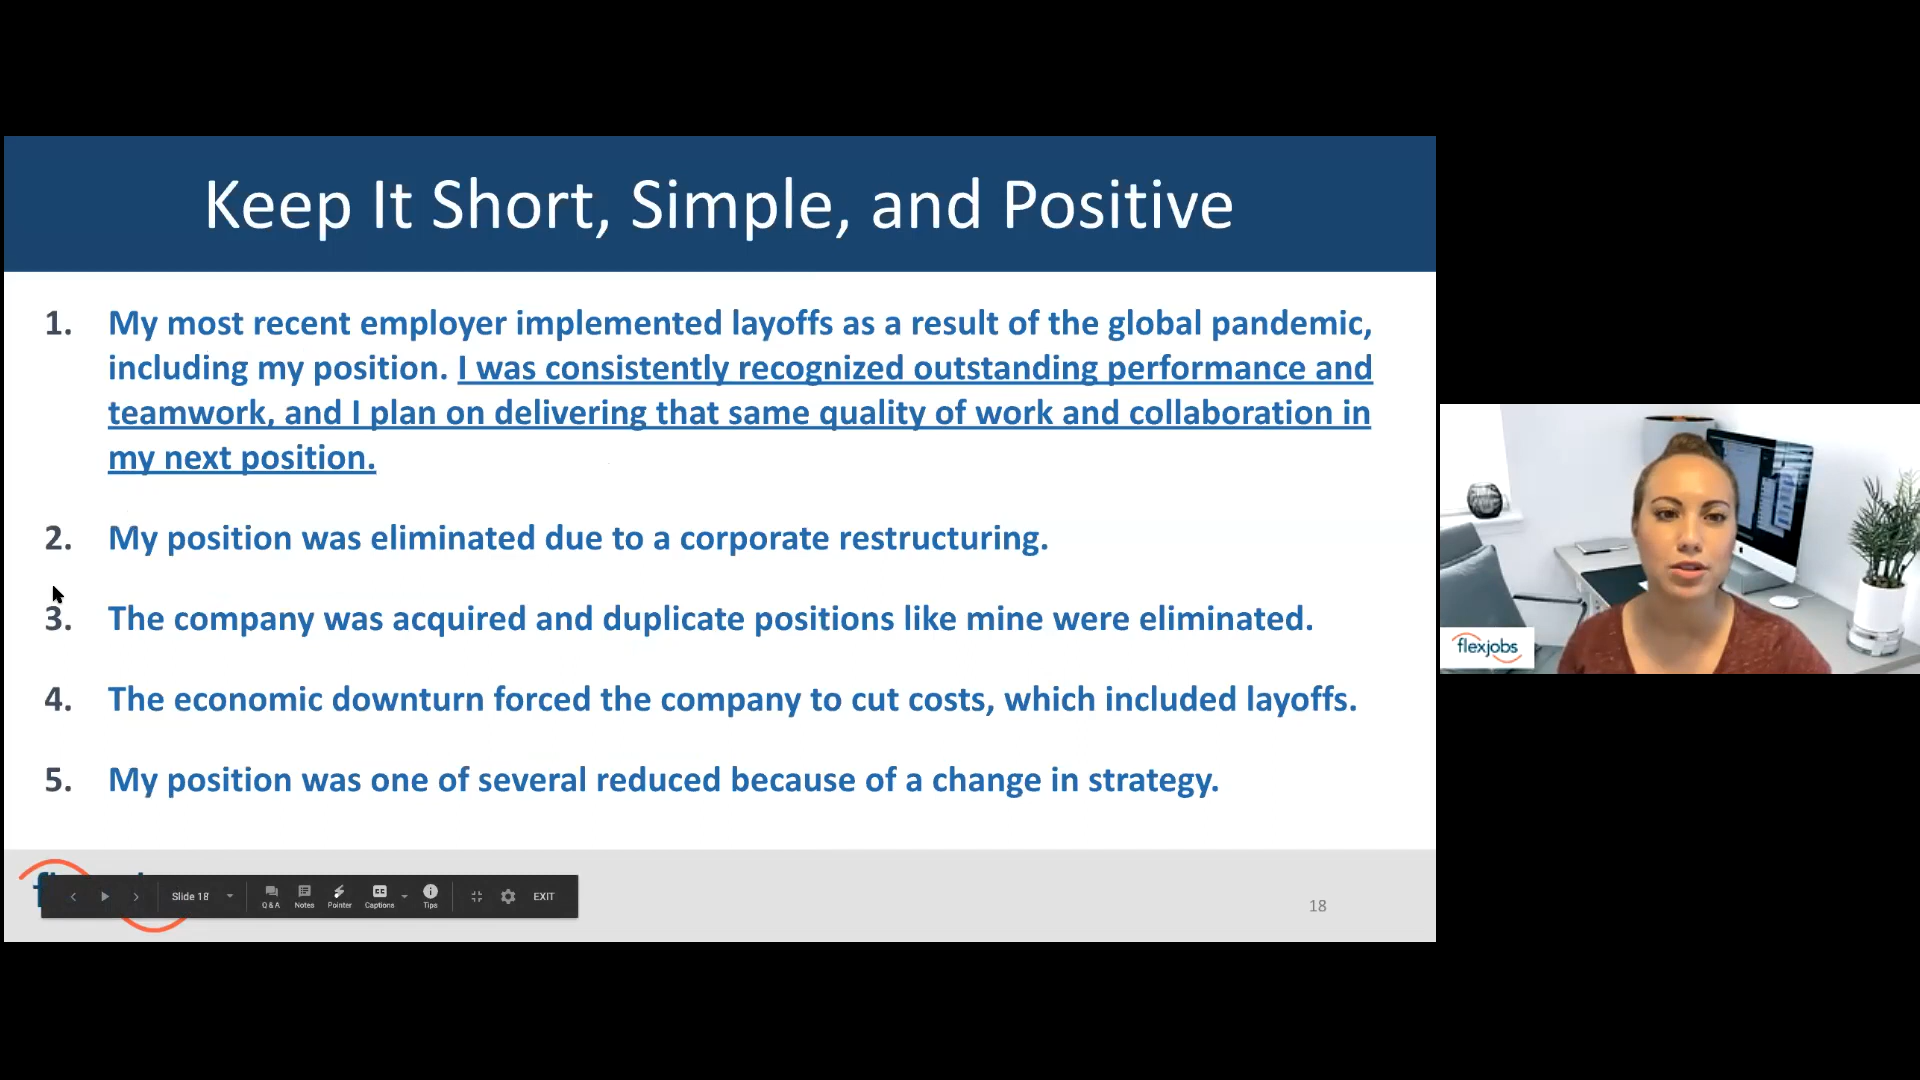 Keep It Short, Simple, and Positive
1. My most recent employer implemented layoffs as a result of the global pandemic,
including my position. I was consistently recognized outstanding performance and
teamwork, and I plan on delivering that same quality of work and collaboration in
my next position.
2. My position was eliminated due to a corporate restructuring.
3. The company was acquired and duplicate positions like mine were eliminated.
4. The economic downturn forced the company to cut costs, which included layoffs.
5. My position was one of several reduced because of a change in strategy.
Slide 18
Q & A Notes Pointer Captions Tips
EXIT
18
flexjobs